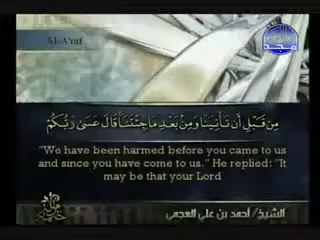 Al-A'raf
مجد
مِن قَبْلِ أَن تَأْتِيَنَا وَمِنْ بَعْدِ مَا جِئْتَنَا قَالَ عَسَىٰ رَبُّكُمْ
"We have been harmed before you came to us
and since you have come to us." He replied: "It
may be that your Lord
الشيخ/ أحمد بن علي العجمي